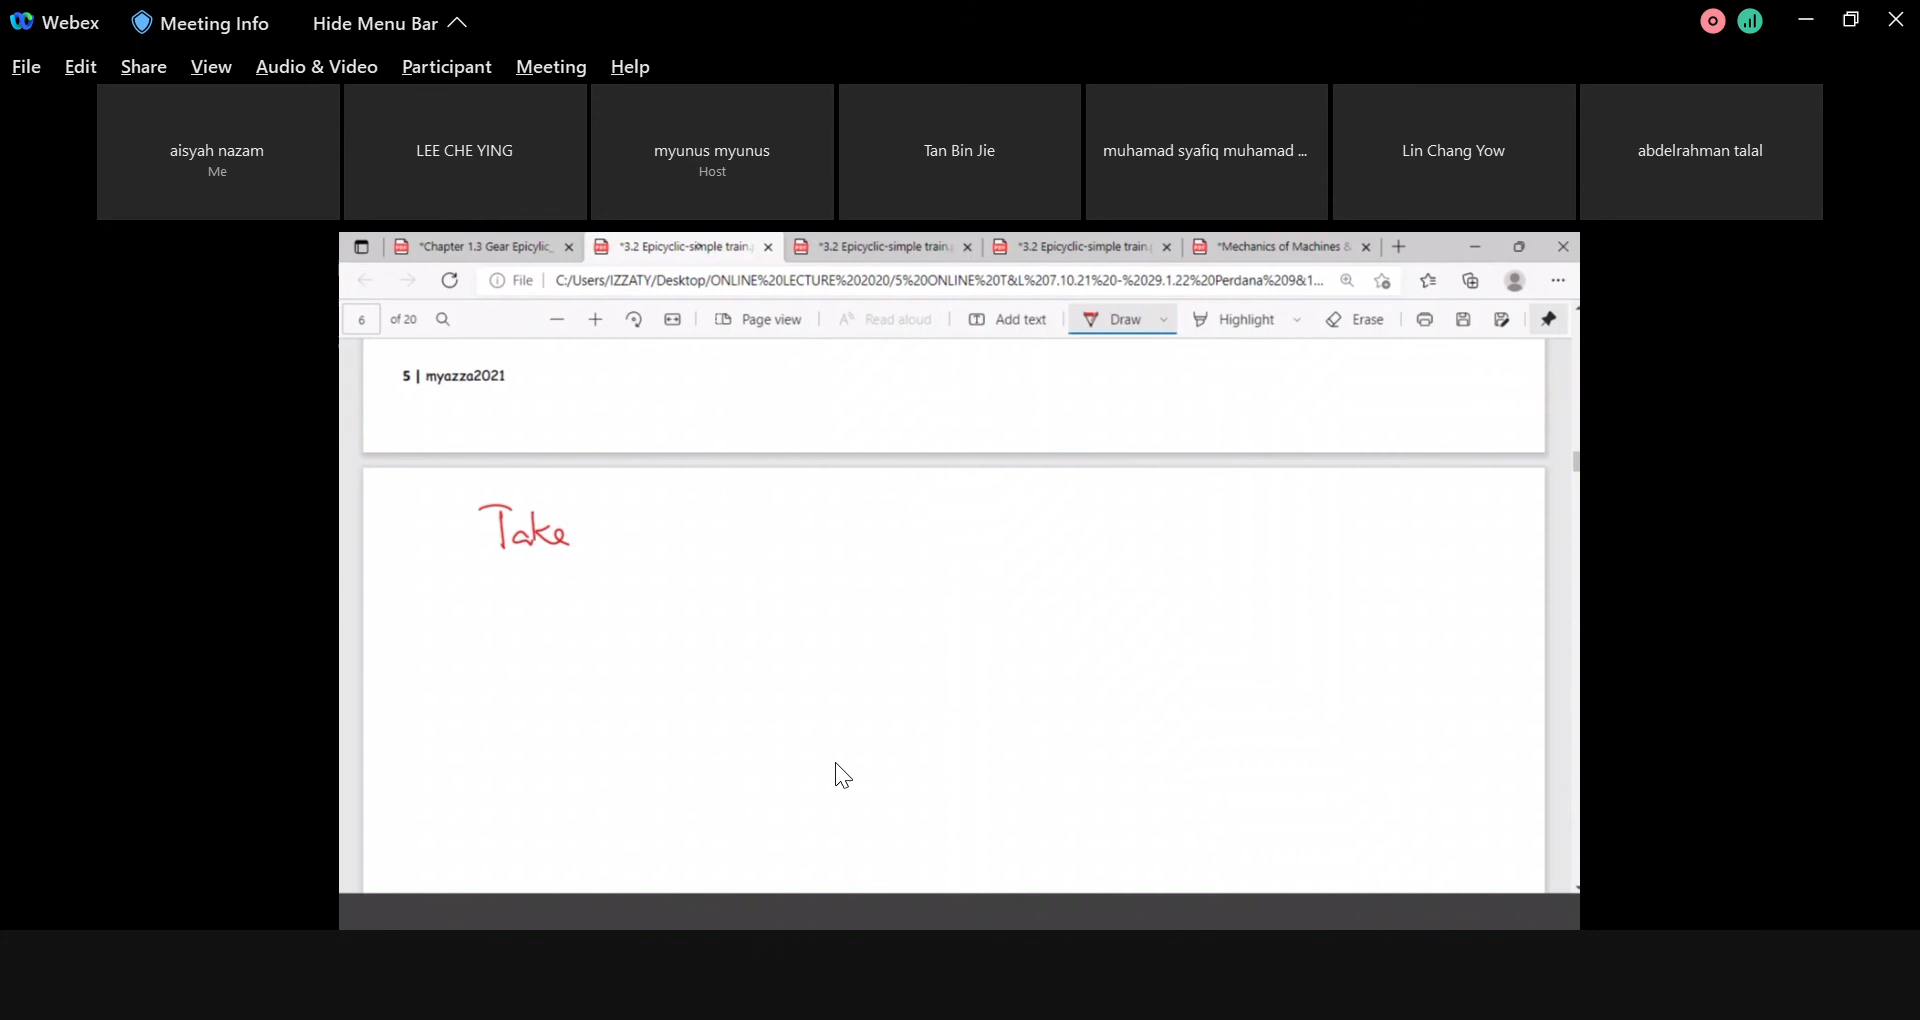 Webex Meeting Info Hide Menu Bar
File Edit Share View Audio & Video Participant Meeting Help
aisyah nazam
Me
LEE CHE YING
myunus myunus
Host
Tan Bin Jie
muhamad syafiq muhamad ...
Lin Chang Yow
abdelrahman talal
*Chapter 1.3 Gear Epicylic_ *3.2 Epicyclic-simple train. *3.2 Epicyclic-simple train. *3.2 Epicyclic-simple train. *Mechanics of Machines &
File C:/Users/IZZATY/Desktop/ONLINE%20LECTURE%202020/5%20ONLINE%20T&L%207.10.21%20-%2029.1.22%20Perdana%209&1...
6 of 20 Page view Read aloud Add text Draw Highlight Erase
5 | myazza2021
Take